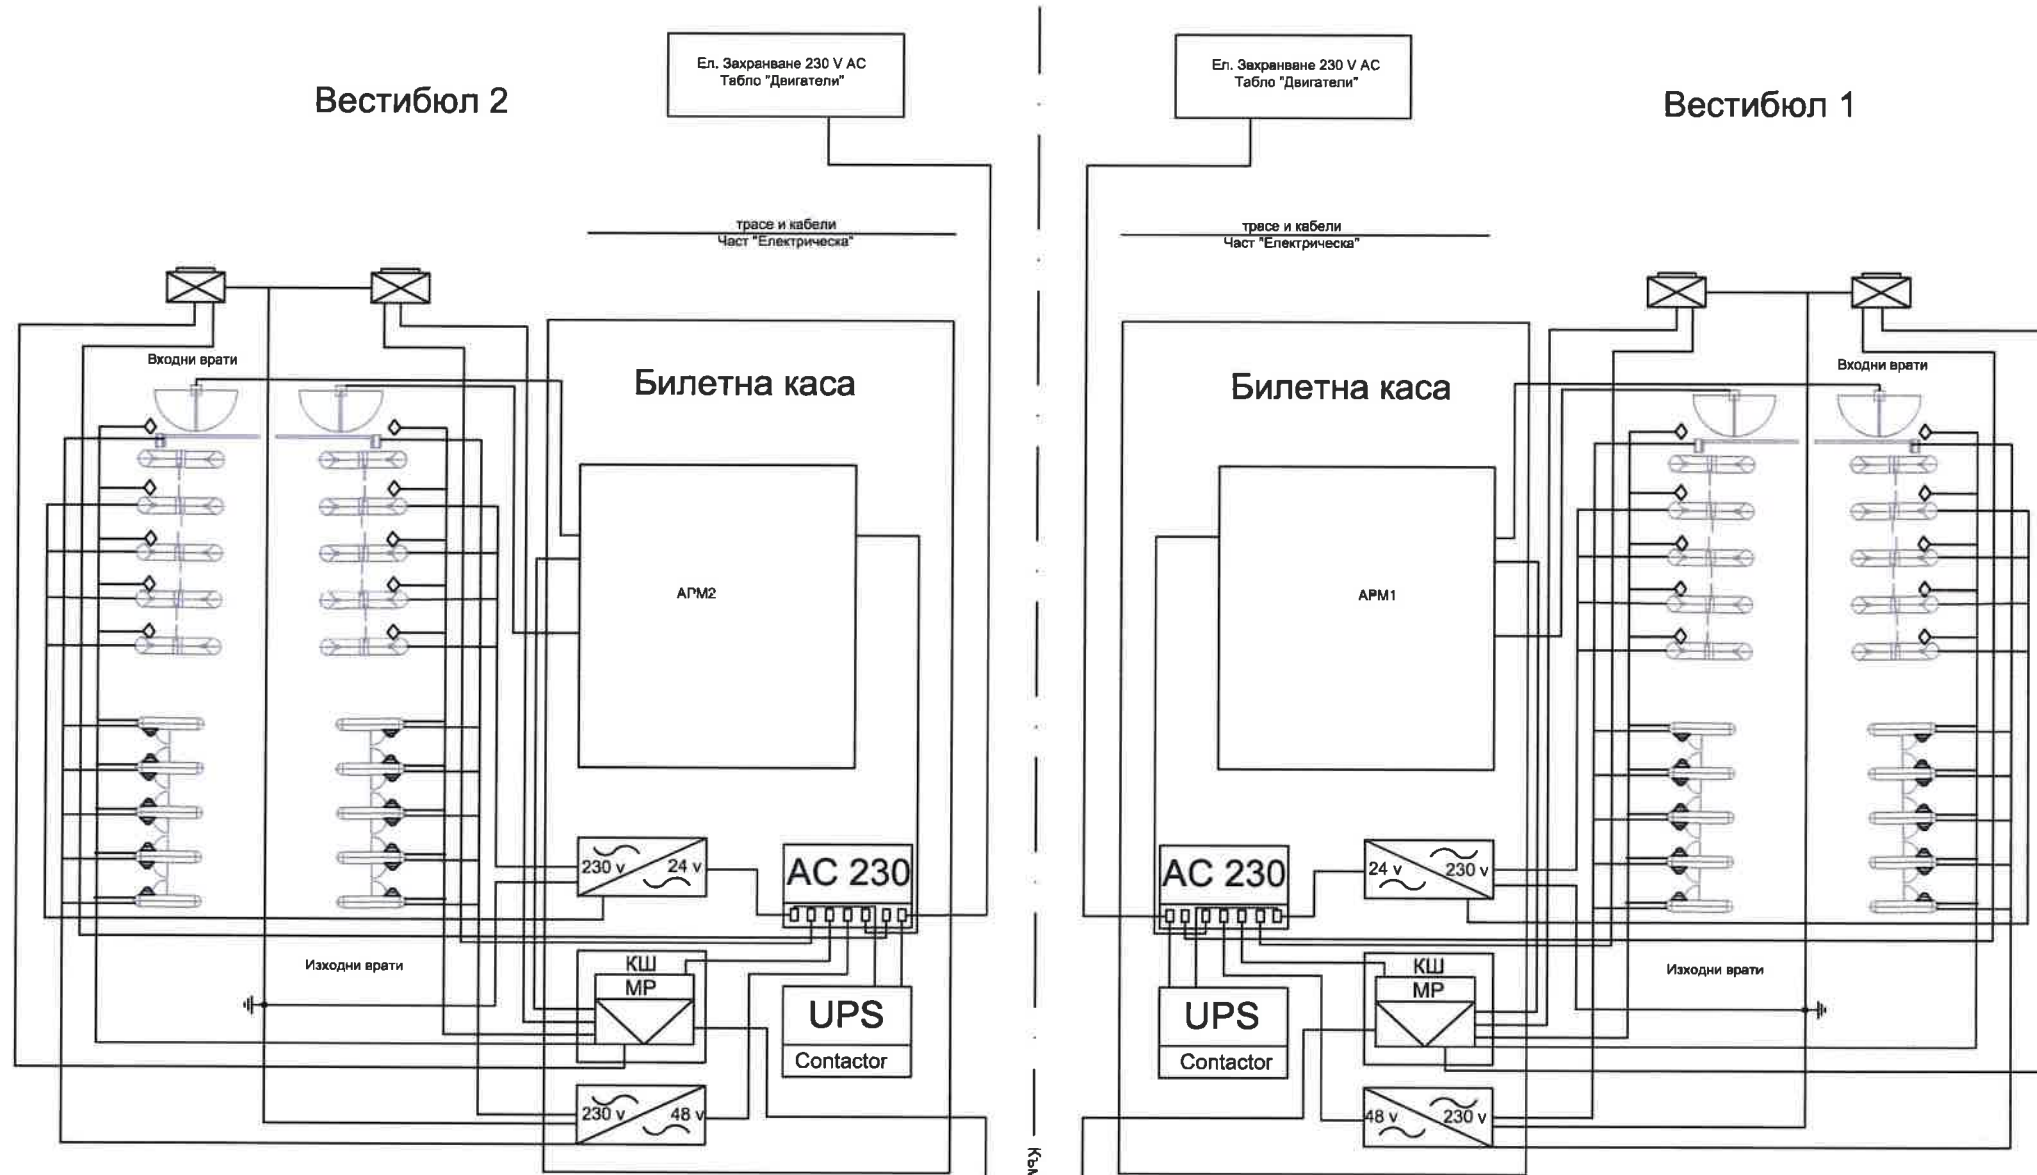 Вестибюл 2
Ел. Захранване 230 V AC
Табло "Двигатели"
Ел. Захранване 230 V AC
Табло "Двигатели"
Вестибюл 1
трасе и кабели
Част "Електрическа"
трасе и кабели
Част "Електрическа"
Входни врати
Билетна каса
Билетна каса
Входни врати
АРМ2
АРМ1
230 v
24 v
AC 230
AC 230
24 v
230 v
Изходни врати
КШ
МР
UPS
Contactor
UPS
Contactor
КШ
МР
Изходни врати
230 v
48 v
48 v
230 v
Към